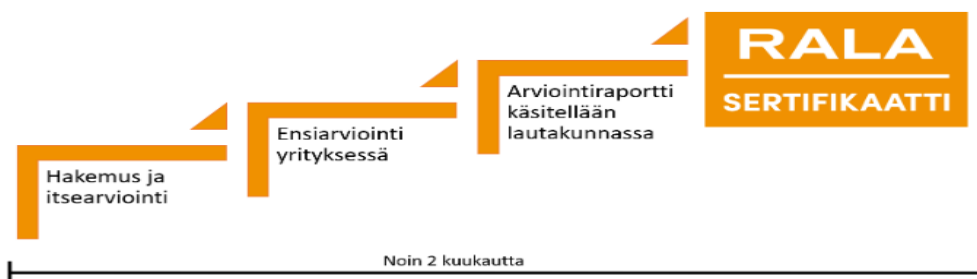 Hakemus ja
itsearviointi
Ensiarviointi
yrityksessä
Arviointiraportti
käsitellään
lautakunnassa
RALA
SERTIFIKAATTI
Noin 2 kuukautta